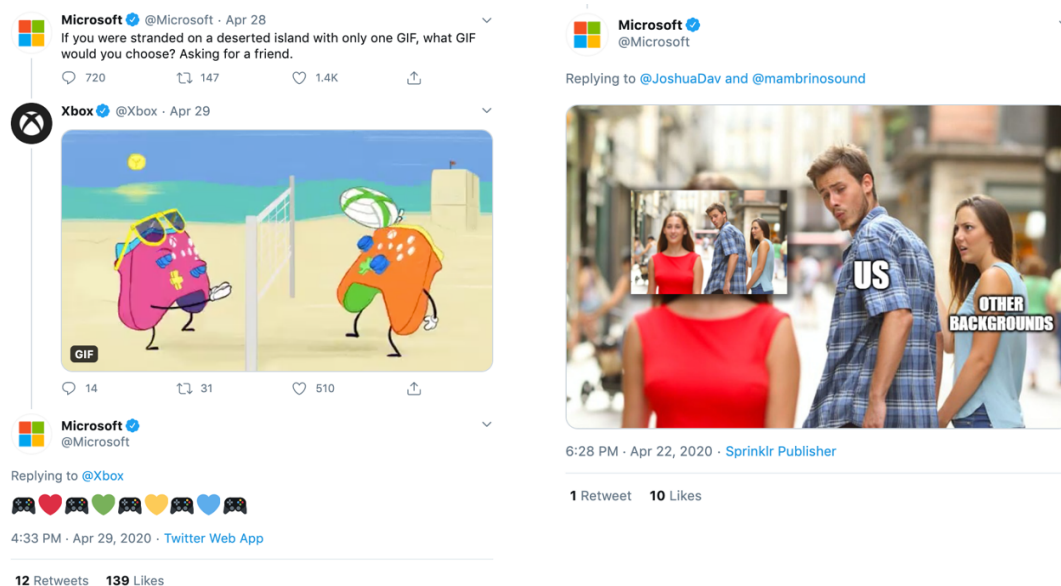 Microsoft @Microsoft · Apr 28
If you were stranded on a deserted island with only one GIF, what GIF
would you choose? Asking for a friend.
720 147 1.4K
Xbox @Xbox · Apr 29
GIF
14 31 510
Microsoft
@Microsoft
Replying to @Xbox
🎮❤️🎮💚🎮💛🎮💙🎮
4:33 PM · Apr 29, 2020 · Twitter Web App
12 Retweets 139 Likes
Microsoft
@Microsoft
Replying to @JoshuaDav and @mambrinosound
US
OTHER
BACKGROUNDS
6:28 PM · Apr 22, 2020 · Sprinklr Publisher
1 Retweet 10 Likes